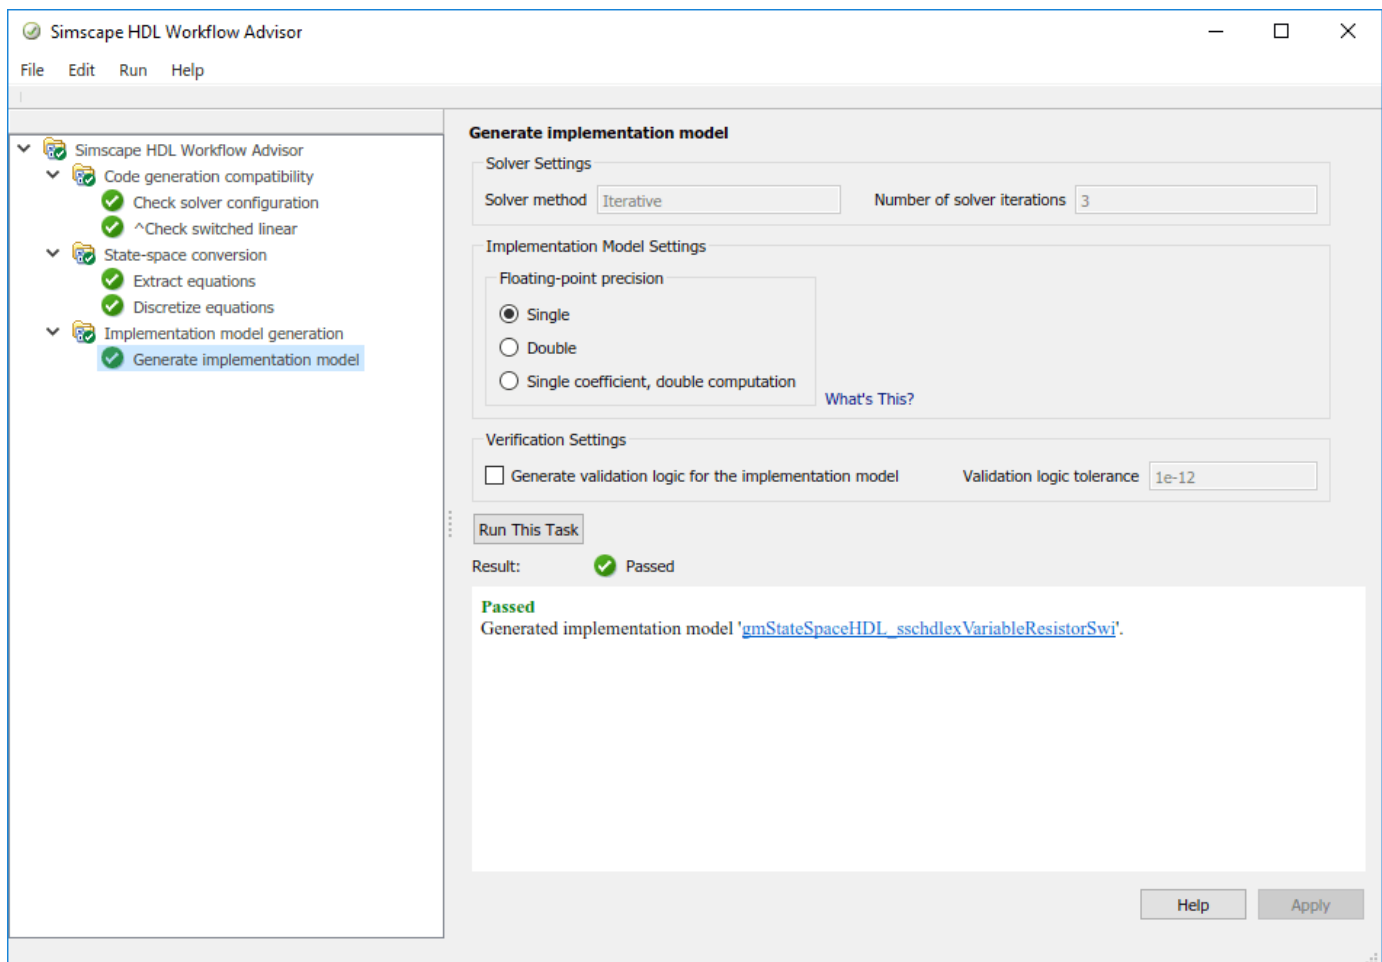 Simscape HDL Workflow Advisor
File Edit Run Help
Simscape HDL Workflow Advisor
Code generation compatibility
Check solver configuration
^Check switched linear
State-space conversion
Extract equations
Discretize equations
Implementation model generation
Generate implementation model
Generate implementation model
Solver Settings
Solver method Iterative Number of solver iterations 3
Implementation Model Settings
Floating-point precision
Single
Double
Single coefficient, double computation
What's This?
Verification Settings
Generate validation logic for the implementation model Validation logic tolerance 1e-12
Run This Task
Result: Passed
Passed
Generated implementation model 'gmStateSpaceHDL_sschdlexVariableResistorSwi'.
Help Apply